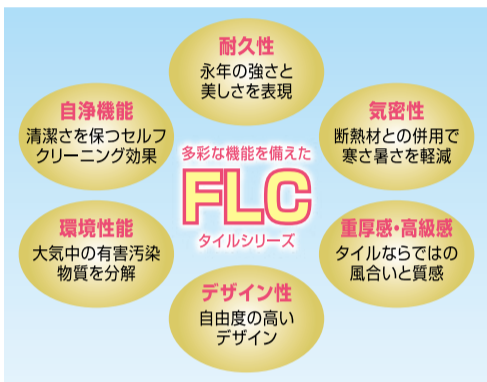 耐久性
永年の強さと
美しさを表現
自浄機能
清潔さを保つセルフ
クリーニング効果
気密性
断熱材との併用で
寒さ暑さを軽減
多彩な機能を備えた
FLC
タイルシリーズ
環境性能
大気中の有害汚染
物質を分解
重厚感・高級感
タイルならではの
風合いと質感
デザイン性
自由度の高い
デザイン